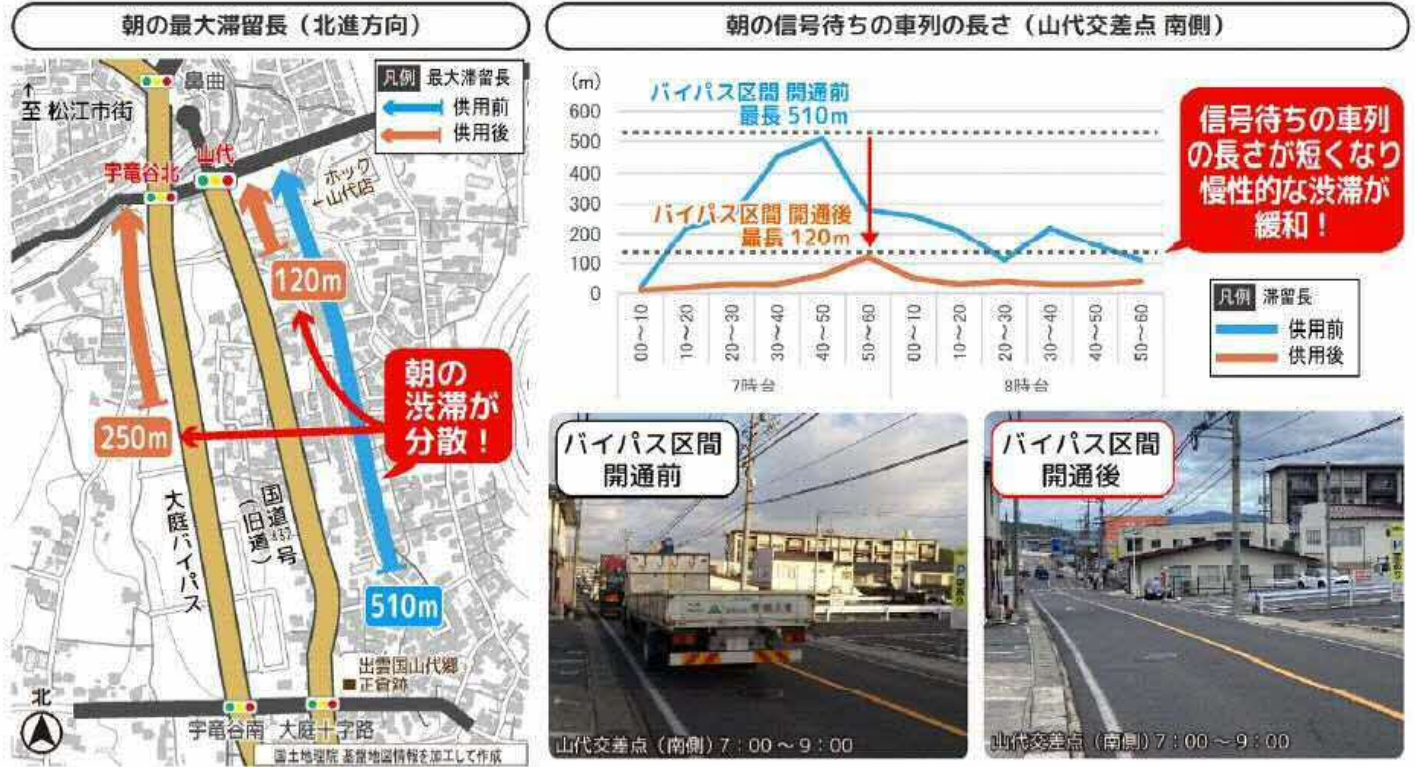 朝の最大滞留長（北進方向）
凡例 最大滞留長
供用前
供用後
↑
至 松江市街
鼻曲
山代
宇竜谷北
ホック
←山代店
120m
250m
朝の
渋滞が
分散！
510m
大庭バイパス
国道432号
（旧道）
出雲国山代郷
■正倉跡
北
宇竜谷南
大庭十字路
国土地理院 基盤地図情報を加工して作成
朝の信号待ちの車列の長さ（山代交差点 南側）
（m）
600
500
400
300
200
100
0
バイパス区間 開通前
最長 510m
バイパス区間 開通後
最長 120m
00～10
10～20
20～30
30～40
40～50
50～60
00～10
10～20
20～30
30～40
40～50
50～60
7時台
8時台
信号待ちの車列
の長さが短くなり
慢性的な渋滞が
緩和！
凡例 滞留長
供用前
供用後
バイパス区間
開通前
山代交差点（南側）7：00～9：00
バイパス区間
開通後
山代交差点（南側）7：00～9：00